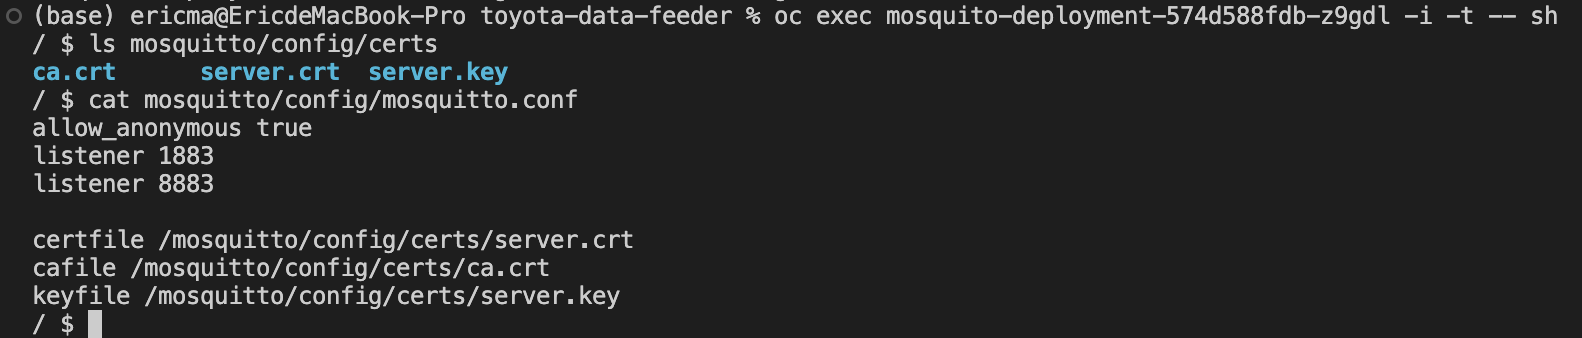 (base) ericma@EricdeMacBook-Pro toyota-data-feeder % oc exec mosquito-deployment-574d588fdb-z9gdl -i -t -- sh
/ $ ls mosquitto/config/certs
ca.crt      server.crt  server.key
/ $ cat mosquitto/config/mosquitto.conf
allow_anonymous true
listener 1883
listener 8883
certfile /mosquitto/config/certs/server.crt
cafile /mosquitto/config/certs/ca.crt
keyfile /mosquitto/config/certs/server.key
/ $